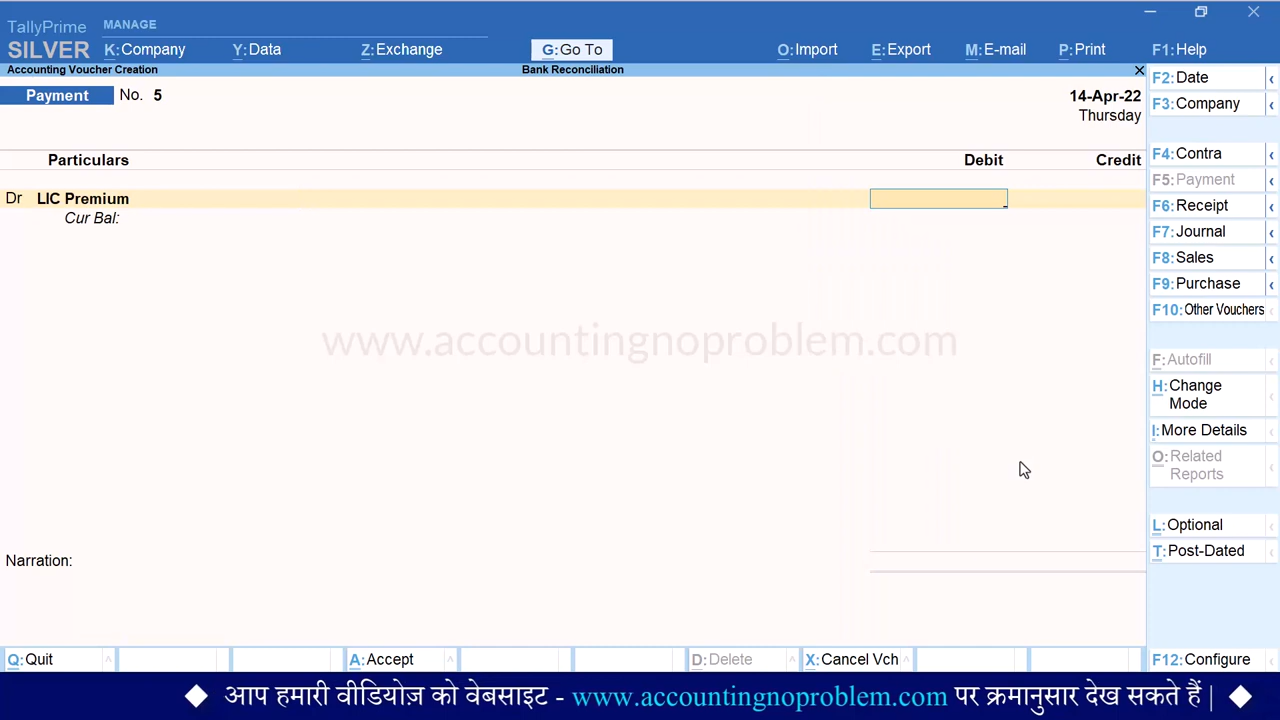 TallyPrime MANAGE
SILVER K:Company Y:Data Z:Exchange G:Go To O:Import E:Export M:E-mail P:Print F1:Help
Accounting Voucher Creation Bank Reconciliation
Payment No. 5 14-Apr-22
Thursday
Particulars Debit Credit
Dr LIC Premium
Cur Bal:
www.accountingnoproblem.com
Narration:
F2:Date
F3:Company
F4:Contra
F5:Payment
F6:Receipt
F7:Journal
F8:Sales
F9:Purchase
F10:Other Vouchers
F:Autofill
H:Change
Mode
I:More Details
O:Related
Reports
L:Optional
T:Post-Dated
Q:Quit A:Accept D:Delete X:Cancel Vch F12:Configure
आप हमारी वीडियोज़ को वेबसाइट - www.accountingnoproblem.com पर क्रमानुसार देख सकते हैं |